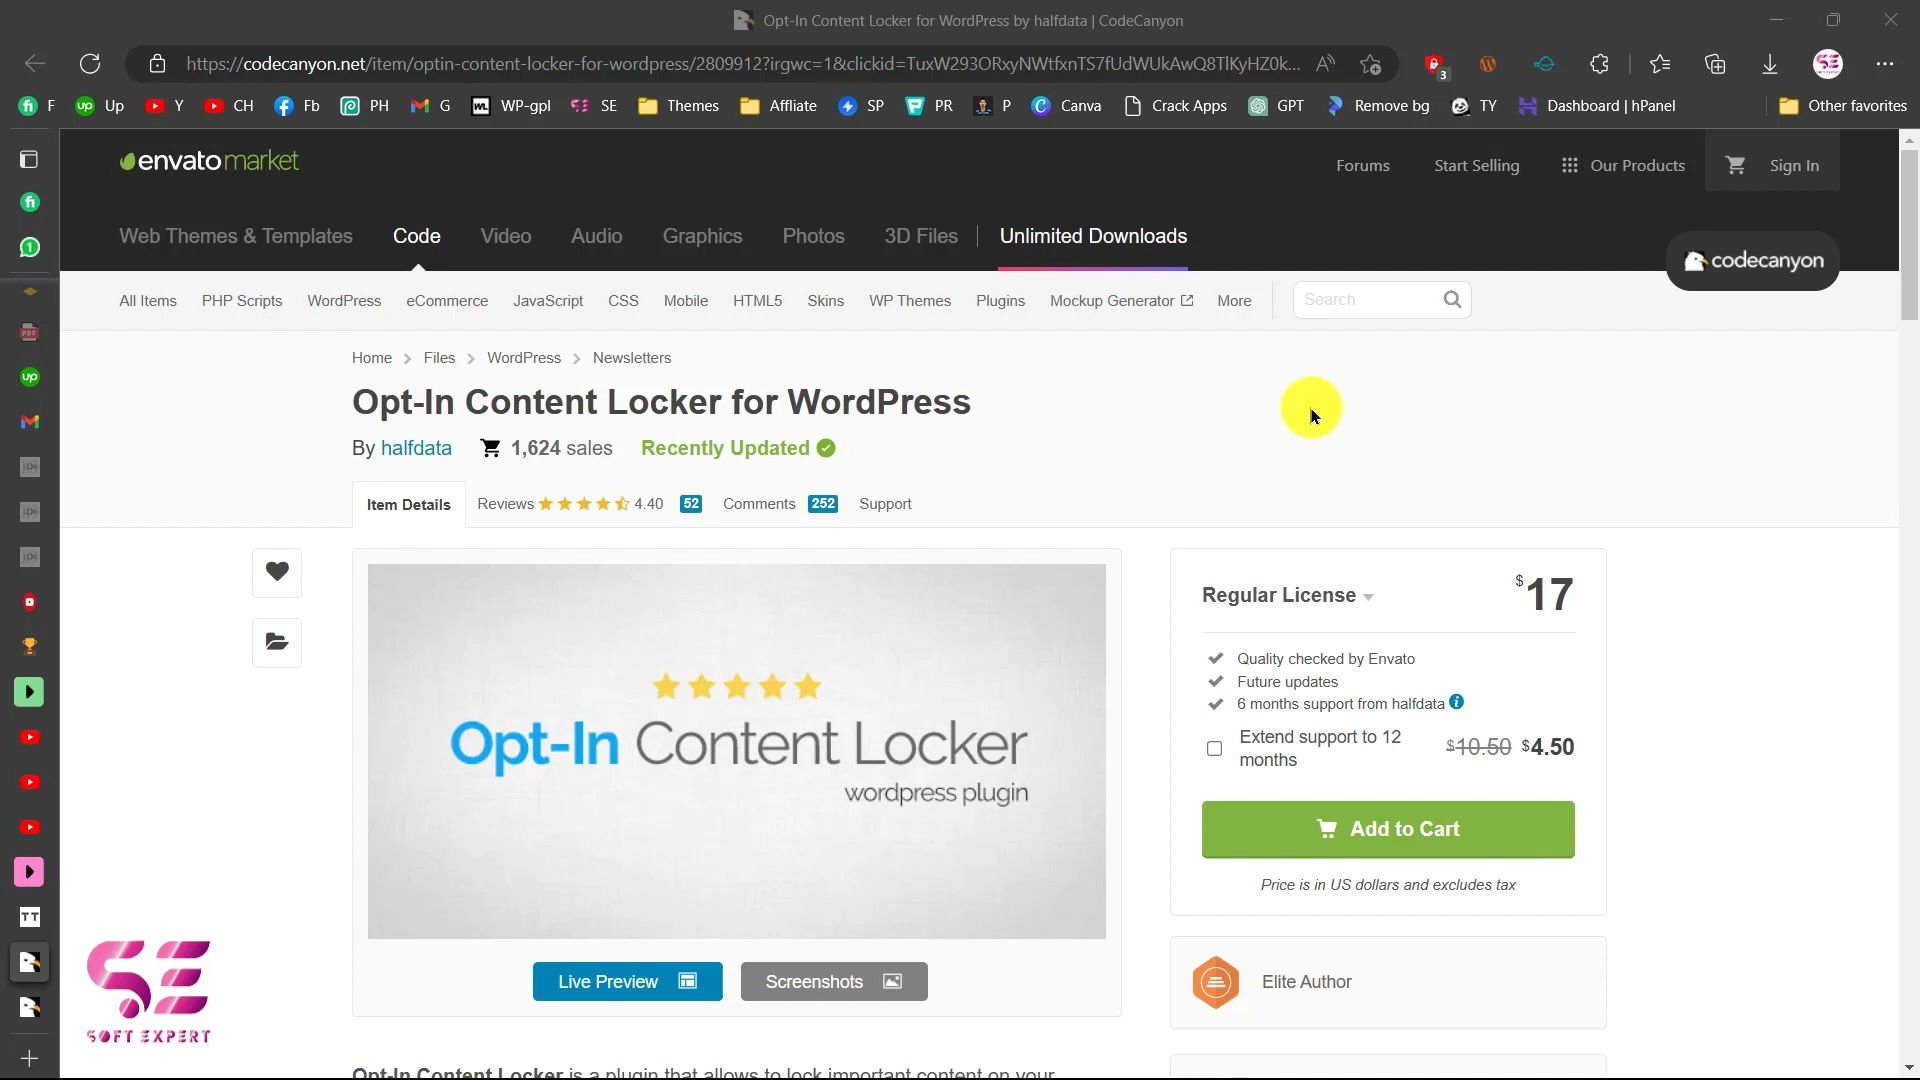 Opt-In Content Locker for WordPress by halfdata | CodeCanyon
https://codecanyon.net/item/optin-content-locker-for-wordpress/2809912?irgwc=1&clickid=TuxW293ORxyNWtfxnTS7fUdWUkAwQ8TlKyHZ0k...
3
F Up Y CH Fb PH G WP-gpl SE Themes Affliate SP PR P Canva Crack Apps GPT Remove bg TY Dashboard | hPanel Other favorites
envato market
Forums Start Selling Our Products Sign In
Web Themes & Templates Code Video Audio Graphics Photos 3D Files Unlimited Downloads
codecanyon
All Items PHP Scripts WordPress eCommerce JavaScript CSS Mobile HTML5 Skins WP Themes Plugins Mockup Generator More Search
Home > Files > WordPress > Newsletters
Opt-In Content Locker for WordPress
By halfdata 1,624 sales Recently Updated
Item Details Reviews 4.40 52 Comments 252 Support
Regular License $17
Quality checked by Envato
Future updates
6 months support from halfdata
Extend support to 12 months $10.50 $4.50
Add to Cart
Price is in US dollars and excludes tax
Opt-In Content Locker
wordpress plugin
Live Preview Screenshots
Elite Author
SE
SOFT EXPERT
Opt-In Content Locker is a plugin that allows to lock important content on your